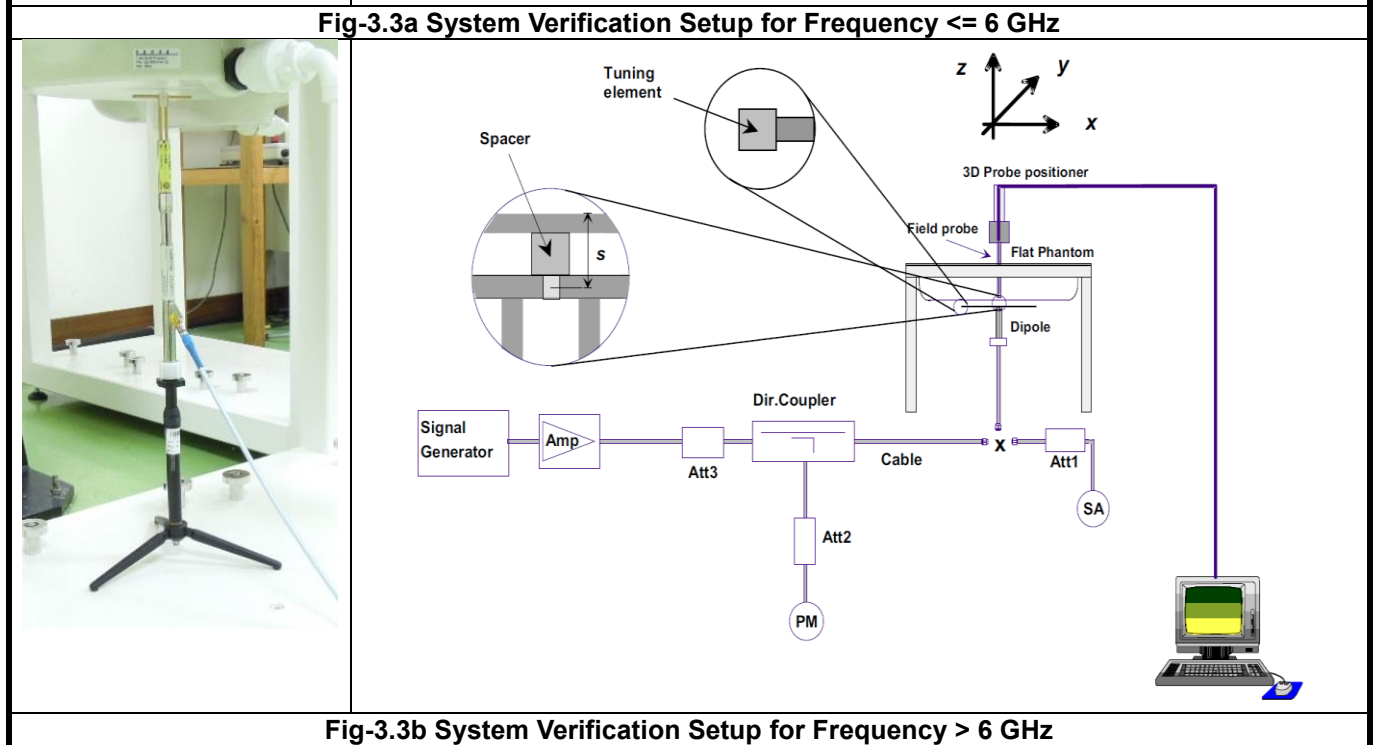 Fig-3.3a System Verification Setup for Frequency <= 6 GHz
Tuning
element
Spacer
s
z
y
x
3D Probe positioner
Field probe
Flat Phantom
Dipole
Dir.Coupler
Signal
Generator
Amp
Att3
Cable
x
Att1
SA
Att2
PM
Fig-3.3b System Verification Setup for Frequency > 6 GHz